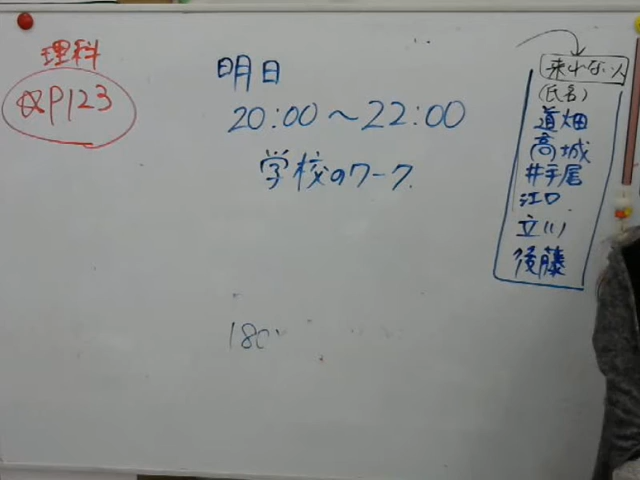 理科
☆P123
明日
20:00〜22:00
学校のワーク
来れない人
(氏名)
道畑
高城
井手尾
江口
立川
後藤
180